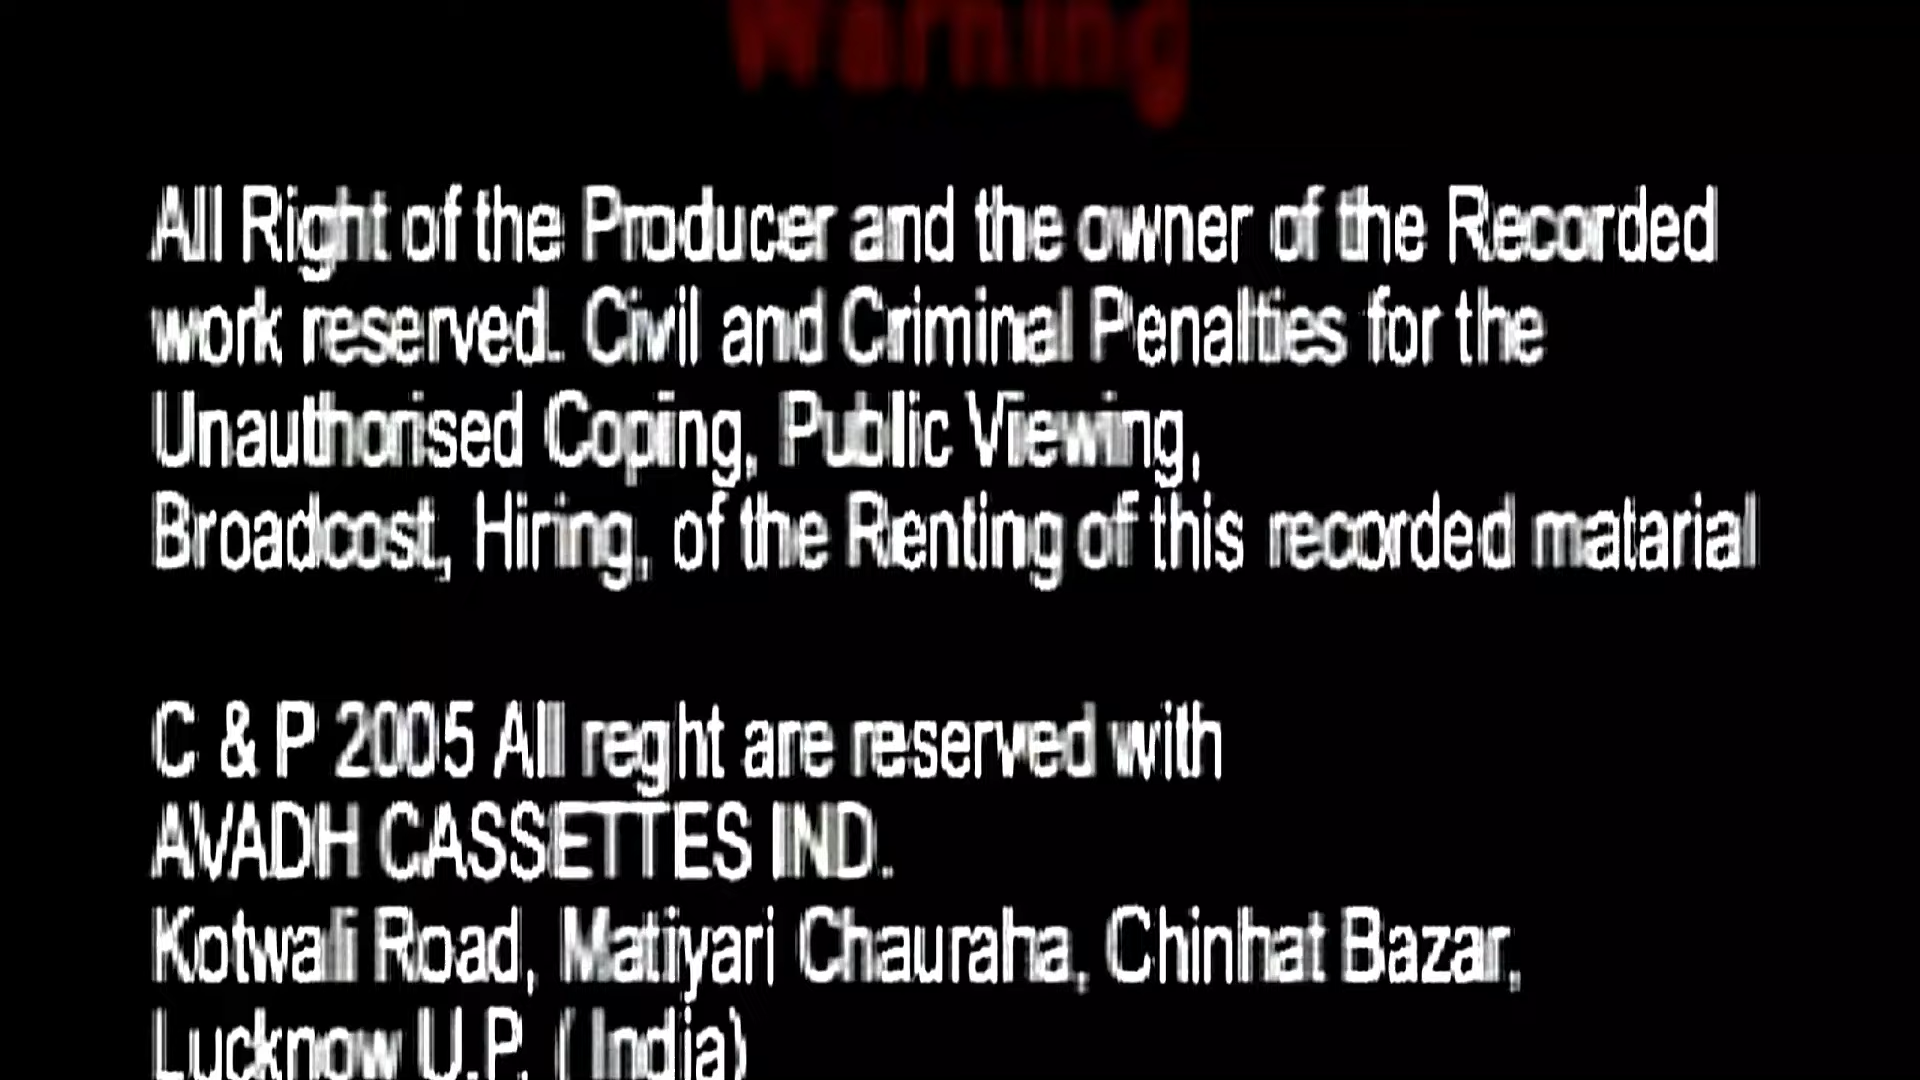 Warning
All Right of the Producer and the owner of the Recorded
work reserved. Civil and Criminal Penalties for the
Unauthorised Coping, Public Viewing,
Broadcost, Hiring, of the Renting of this recorded matarial
C & P 2005 All reght are reserved with
AVADH CASSETTES IND.
Kotwali Road, Matiyari Chauraha, Chinhat Bazar,
Lucknow U.P. ( India)